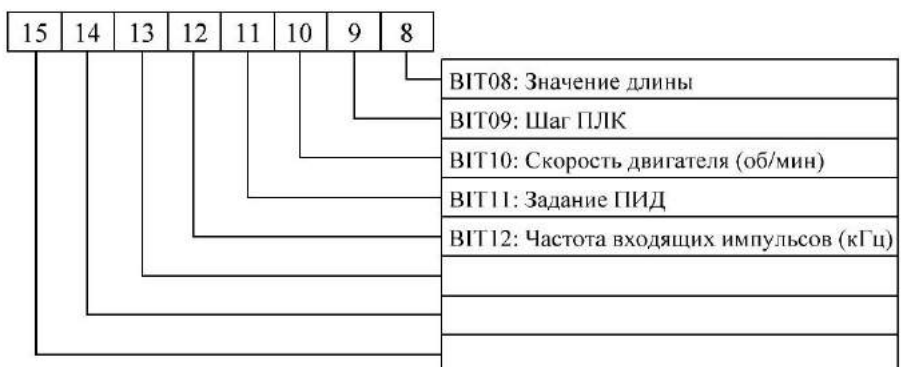 15 14 13 12 11 10 9 8
BIT08: Значение длины
BIT09: Шаг ПЛК
BIT10: Скорость двигателя (об/мин)
BIT11: Задание ПИД
BIT12: Частота входящих импульсов (кГц)